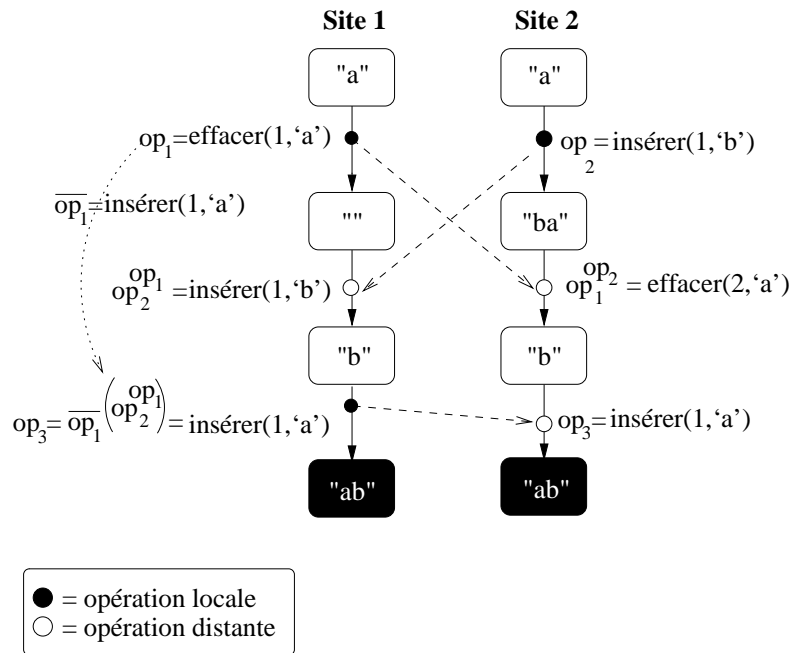 Site 1 Site 2
"a" "a"
op1=effacer(1,‘a’) op2=insérer(1,‘b’)
op1=insérer(1,‘a’) "" "ba"
op2op1=insérer(1,‘b’) op1op2= effacer(2,‘a’)
"b" "b"
op3= op1(op2op1)= insérer(1,‘a’) op3=insérer(1,‘a’)
"ab" "ab"
= opération locale
= opération distante